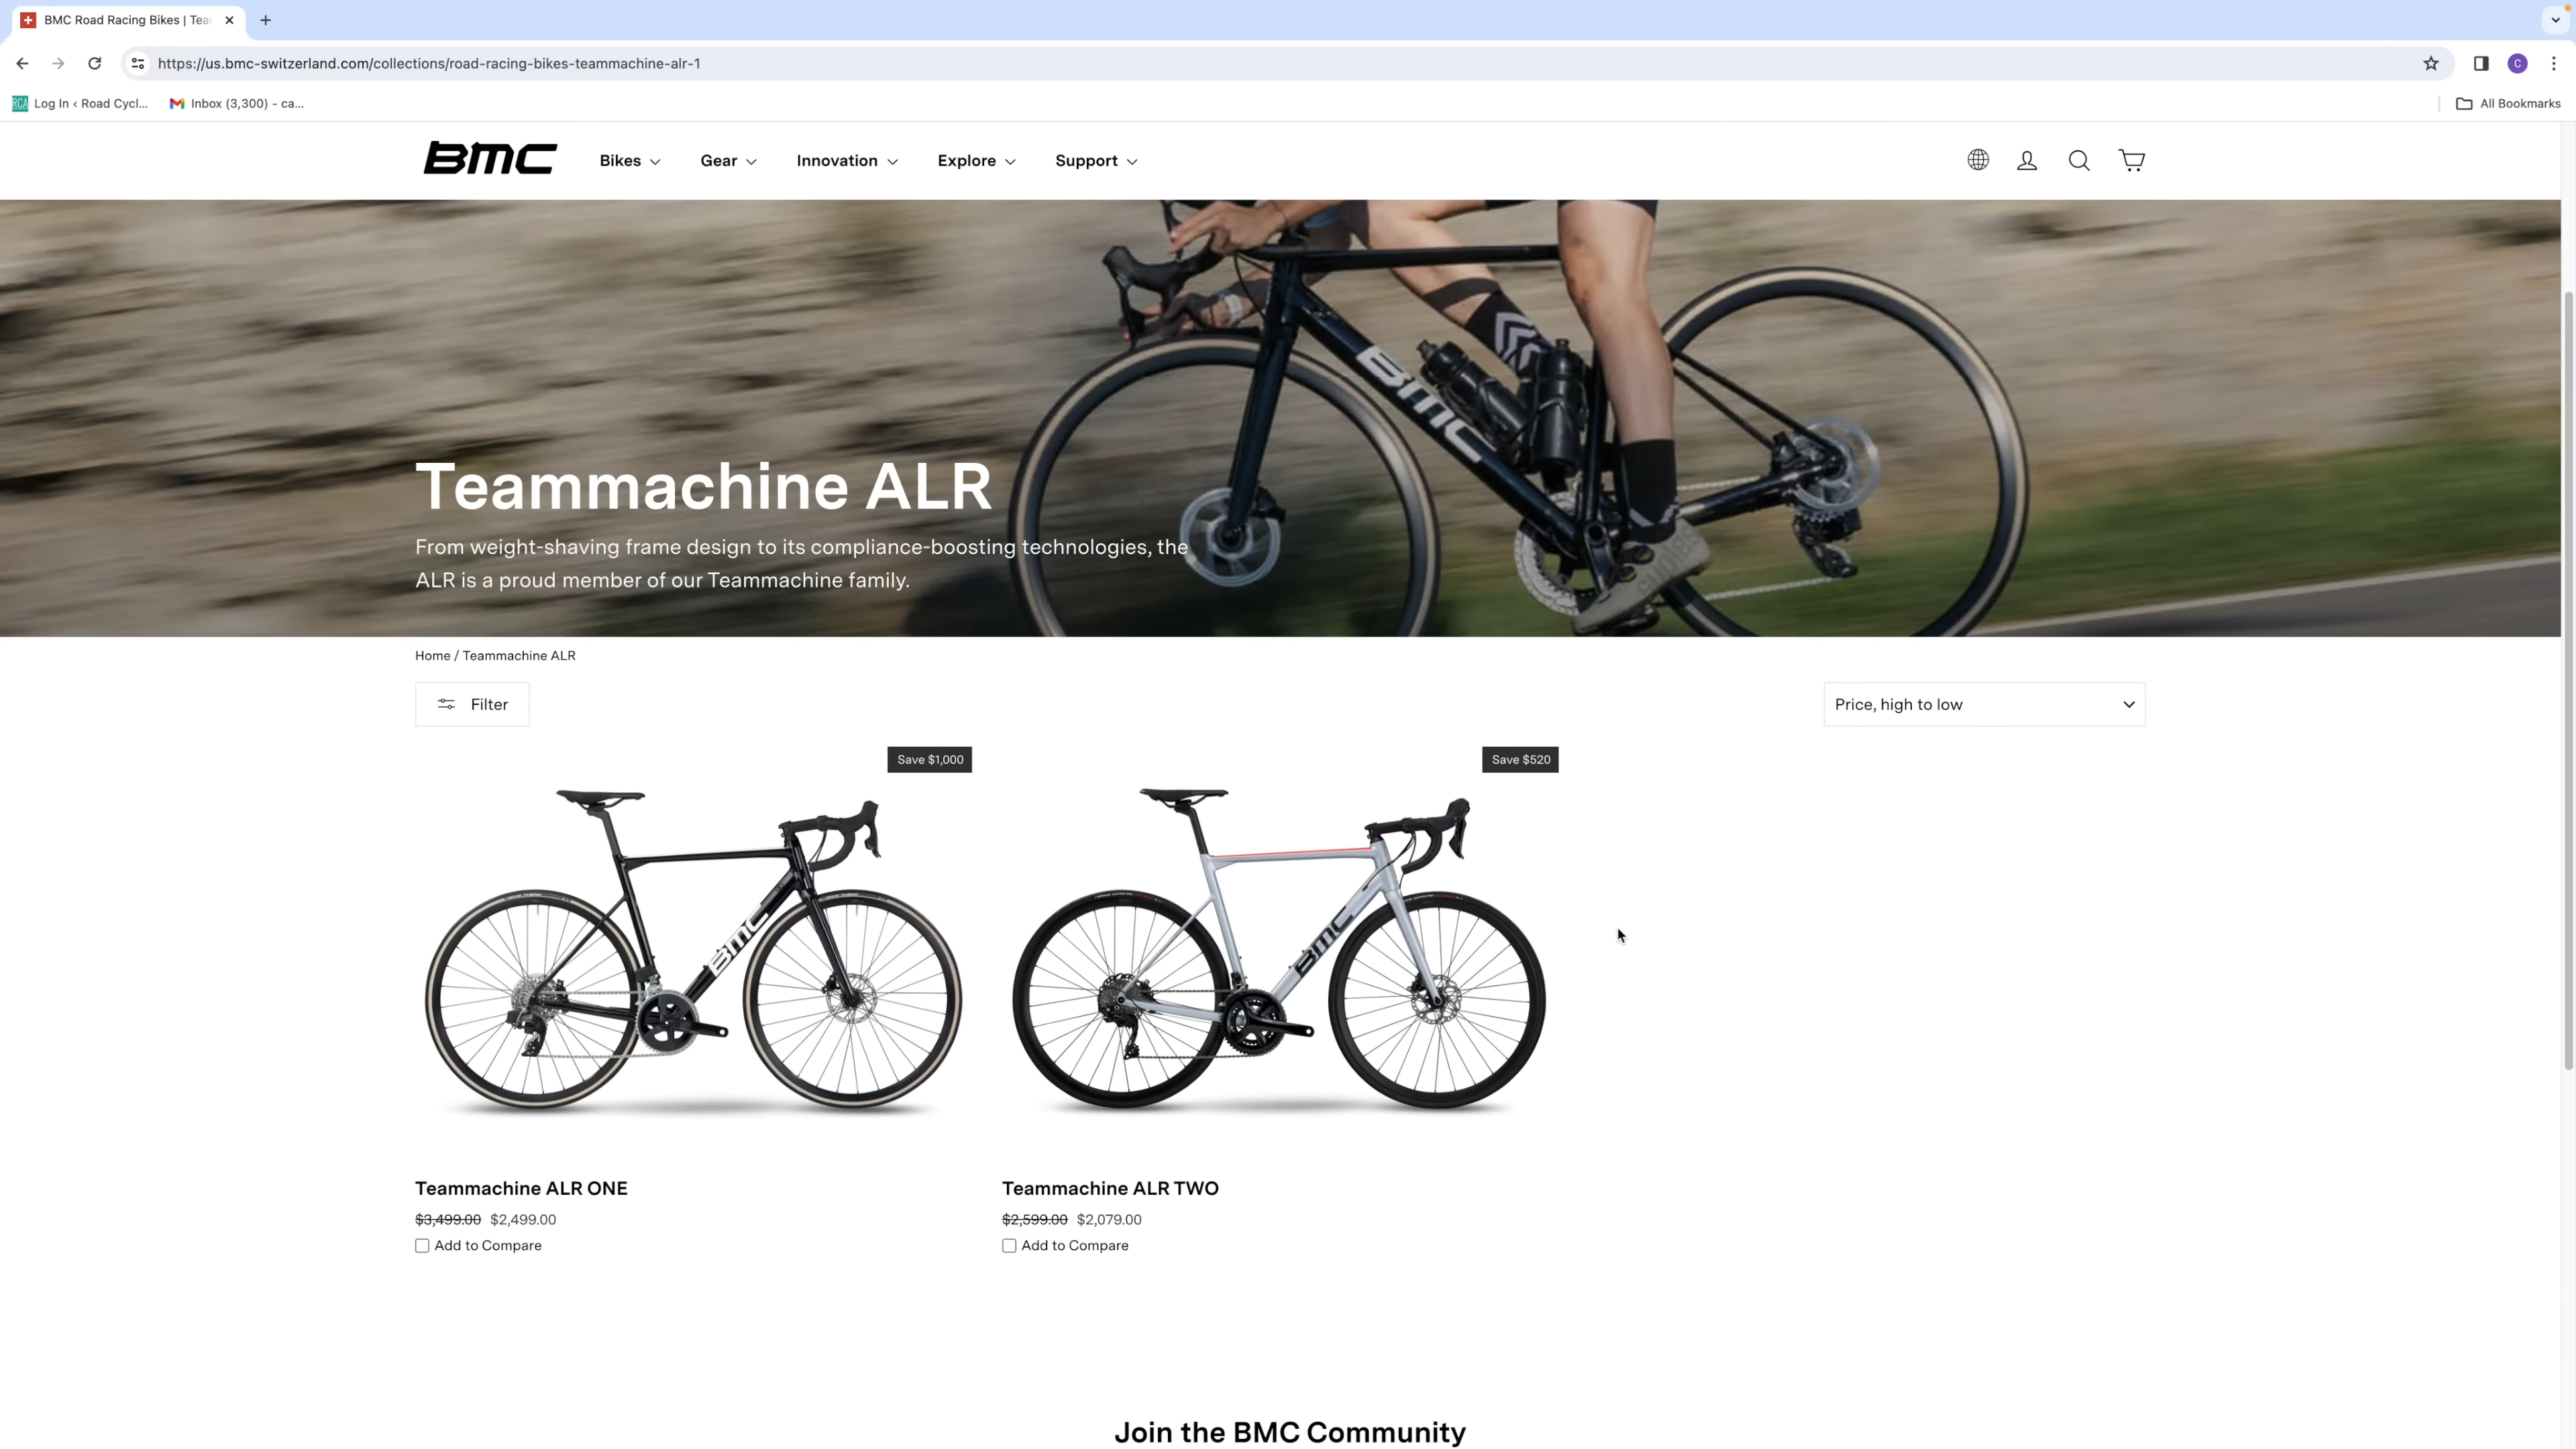 BMC Road Racing Bikes | Tea
https://us.bmc-switzerland.com/collections/road-racing-bikes-teammachine-alr-1
C
RCA Log In ‹ Road Cycl...
Inbox (3,300) - ca...
All Bookmarks
BMC
Bikes
Gear
Innovation
Explore
Support
BMC
Teammachine ALR
From weight-shaving frame design to its compliance-boosting technologies, the
ALR is a proud member of our Teammachine family.
Home / Teammachine ALR
Filter
Price, high to low
Save $1,000
Save $520
BMC
BMC
Teammachine ALR ONE
Teammachine ALR TWO
$3,499.00 $2,499.00
$2,599.00 $2,079.00
Add to Compare
Add to Compare
Join the BMC Community